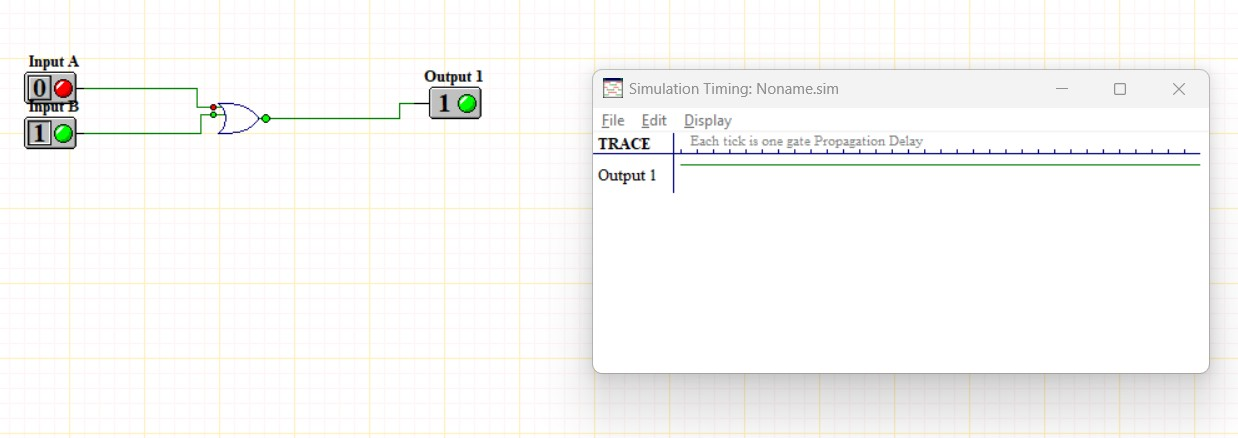 Input A
0
Input B
1
Output 1
1
Simulation Timing: Noname.sim
File Edit Display
TRACE Each tick is one gate Propagation Delay
Output 1